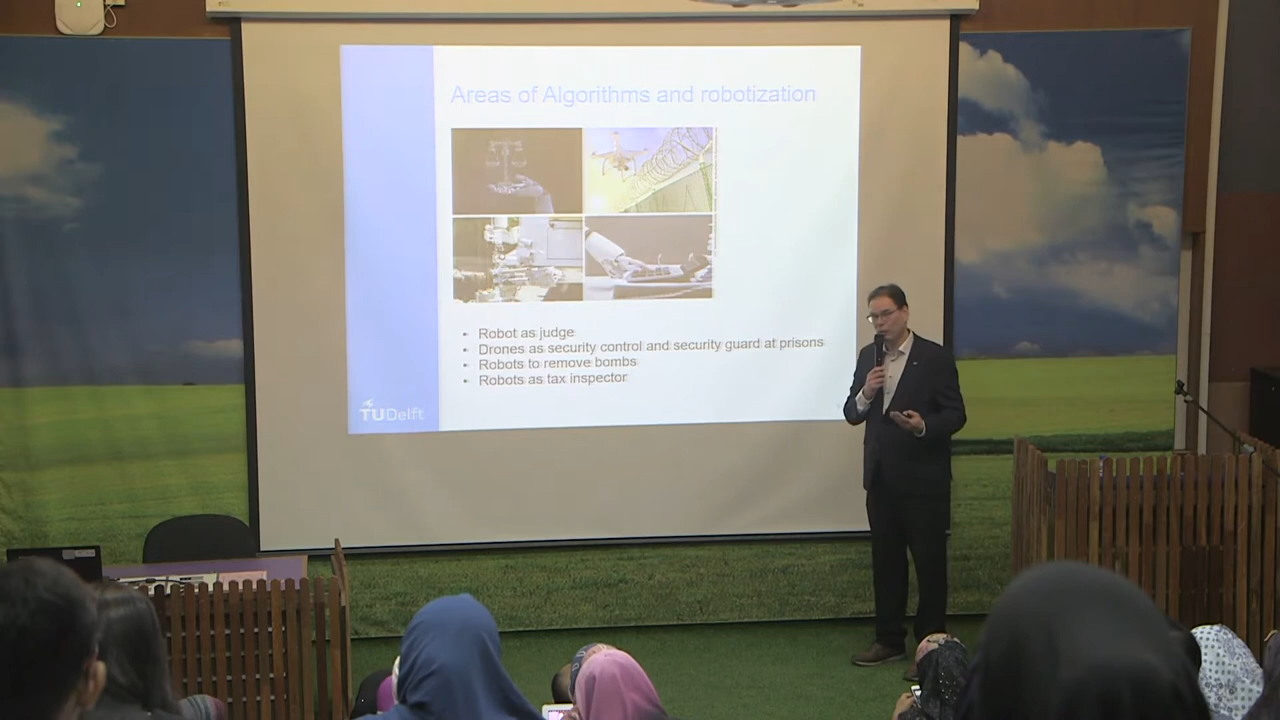 Areas of Algorithms and robotization
Robot as judge
Drones as security control and security guard at prisons
Robots to remove bombs
Robots as tax inspector
TUDelft